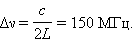 Δν = c/2L = 150 МГц.